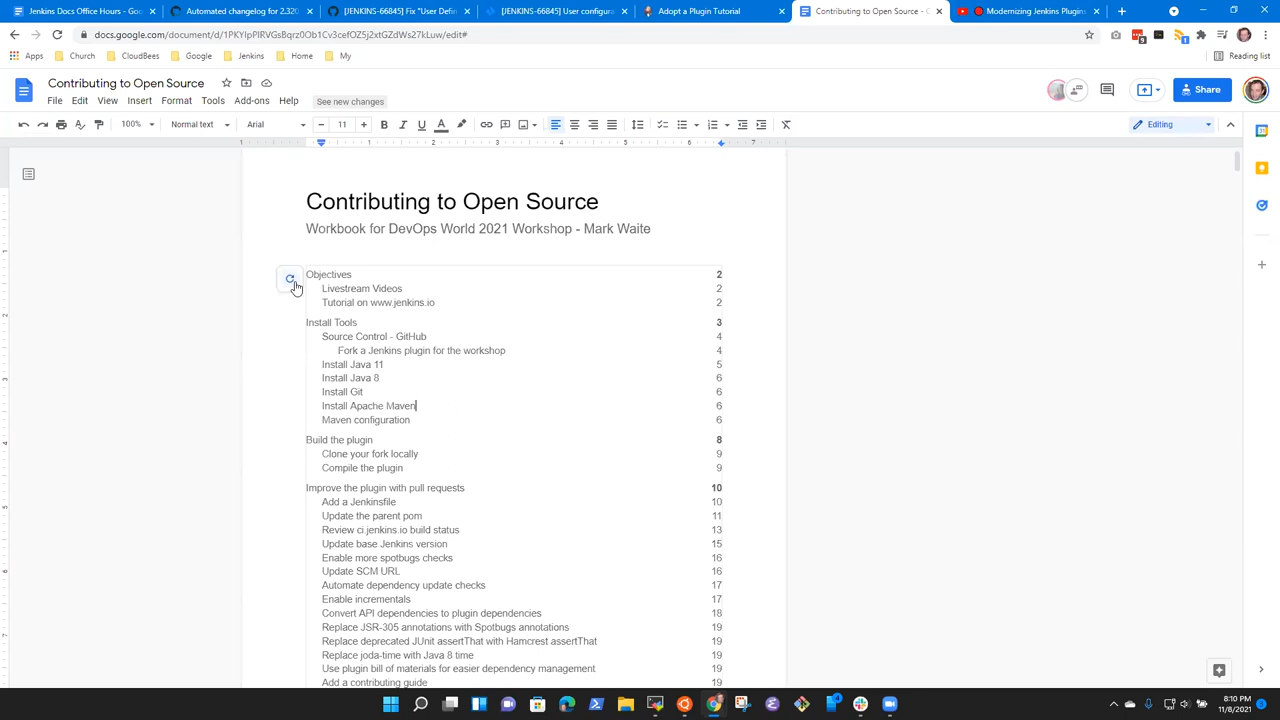 Jenkins Docs Office Hours - Goo
Automated changelog for 2.320
[JENKINS-66845] Fix "User Defin
[JENKINS-66845] User configura
Adopt a Plugin Tutorial
Contributing to Open Source - G
Modernizing Jenkins Plugins
docs.google.com/document/d/1PKYIpPIRVGsBqrz0Ob1Cv3cefOZ5j2xtGZdWs27kLuw/edit#
Apps
Church
CloudBees
Google
Jenkins
Home
My
Reading list
Contributing to Open Source
File Edit View Insert Format Tools Add-ons Help
See new changes
Share
100%
Normal text
Arial
11
Editing
Contributing to Open Source
Workbook for DevOps World 2021 Workshop - Mark Waite
Objectives 2
Livestream Videos 2
Tutorial on www.jenkins.io 2
Install Tools 3
Source Control - GitHub 4
Fork a Jenkins plugin for the workshop 4
Install Java 11 5
Install Java 8 6
Install Git 6
Install Apache Maven 6
Maven configuration 6
Build the plugin 8
Clone your fork locally 9
Compile the plugin 9
Improve the plugin with pull requests 10
Add a Jenkinsfile 10
Update the parent pom 11
Review ci jenkins io build status 13
Update base Jenkins version 15
Enable more spotbugs checks 16
Update SCM URL 16
Automate dependency update checks 17
Enable incrementals 17
Convert API dependencies to plugin dependencies 18
Replace JSR-305 annotations with Spotbugs annotations 19
Replace deprecated JUnit assertThat with Hamcrest assertThat 19
Replace joda-time with Java 8 time 19
Use plugin bill of materials for easier dependency management 19
Add a contributing guide 19
8:10 PM
11/8/2021